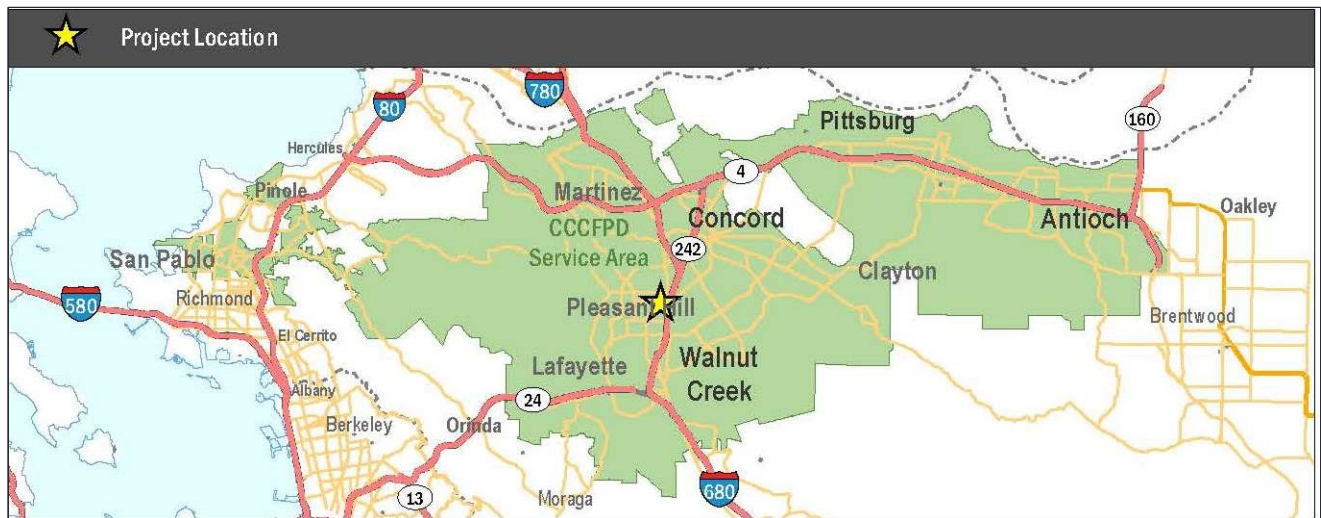 Project Location
80
780
160
Pittsburg
Hercules
4
Pinole
Martinez
Concord
Antioch
Oakley
CCCFPD
Service Area
242
San Pablo
Clayton
Richmond
580
Pleasant Hill
Brentwood
El Cerrito
Lafayette
Walnut
Creek
Albany
24
Berkeley
Orinda
680
Moraga
13